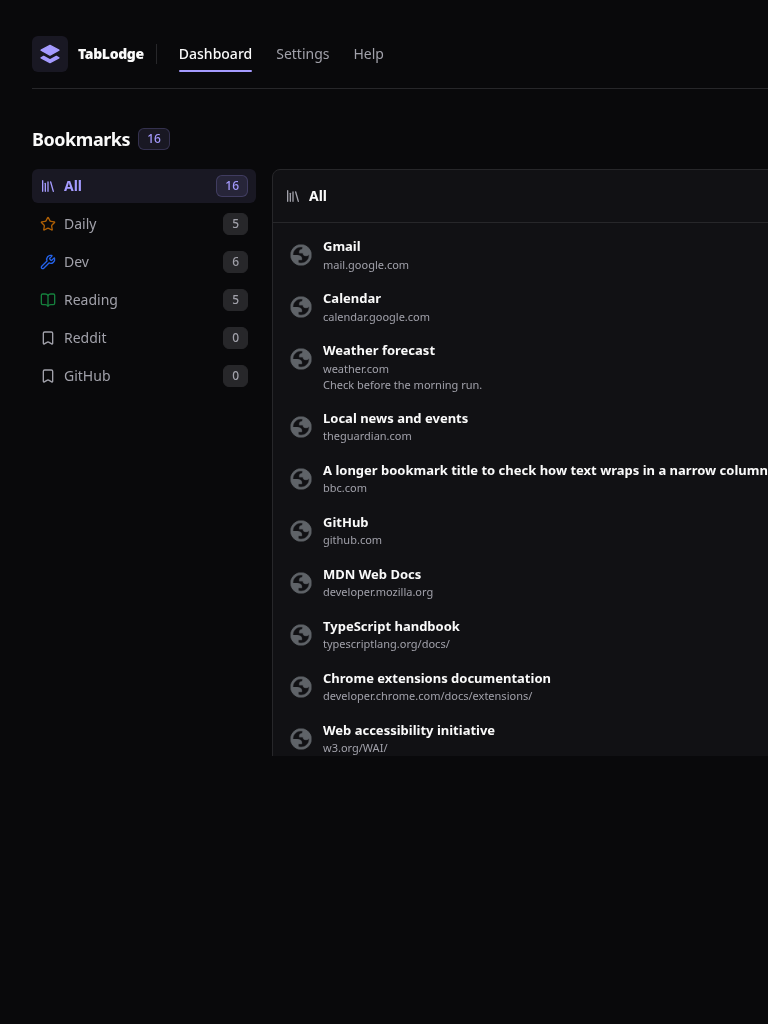 TabLodge
Dashboard
Settings
Help
Bookmarks 16
All 16
Daily 5
Dev 6
Reading 5
Reddit 0
GitHub 0
All
Gmail
mail.google.com
Calendar
calendar.google.com
Weather forecast
weather.com
Check before the morning run.
Local news and events
theguardian.com
A longer bookmark title to check how text wraps in a narrow column
bbc.com
GitHub
github.com
MDN Web Docs
developer.mozilla.org
TypeScript handbook
typescriptlang.org/docs/
Chrome extensions documentation
developer.chrome.com/docs/extensions/
Web accessibility initiative
w3.org/WAI/